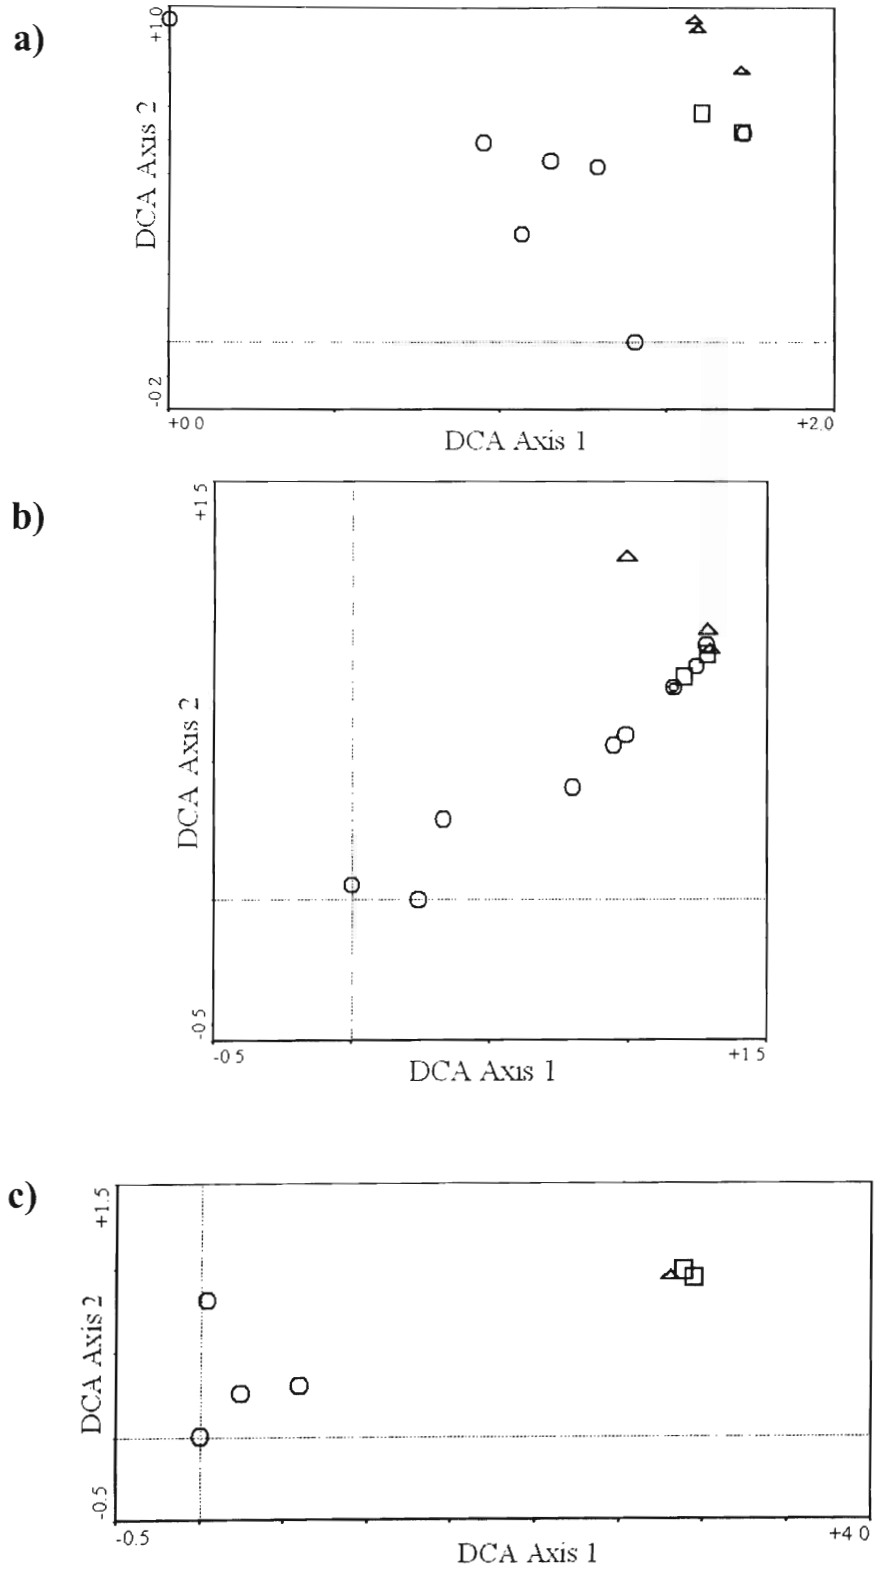 a)
+1.0
DCA Axis 2
-0 2
+0 0
+2.0
DCA Axis 1
b)
+1 5
DCA Axis 2
-0 5
-0 5
+1 5
DCA Axis 1
c)
+1.5
DCA Axis 2
-0.5
-0.5
+4 0
DCA Axis 1